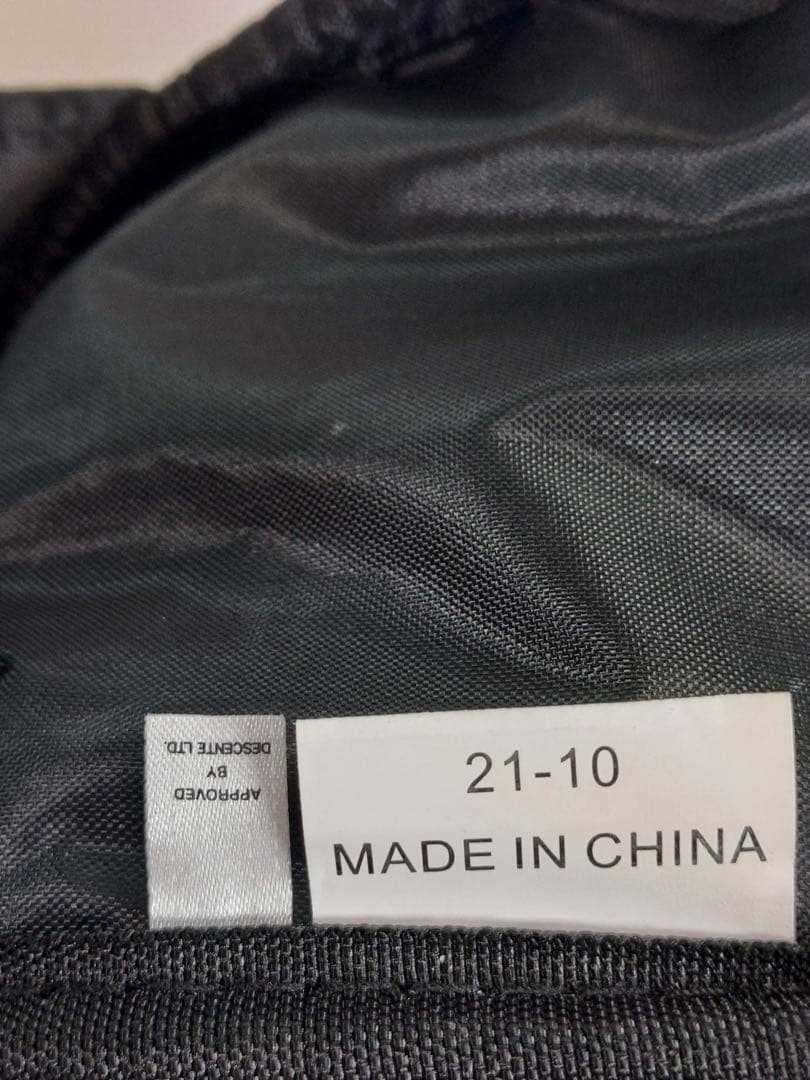 APPROVED
BY
DESCENTE LTD.
21-10
MADE IN CHINA